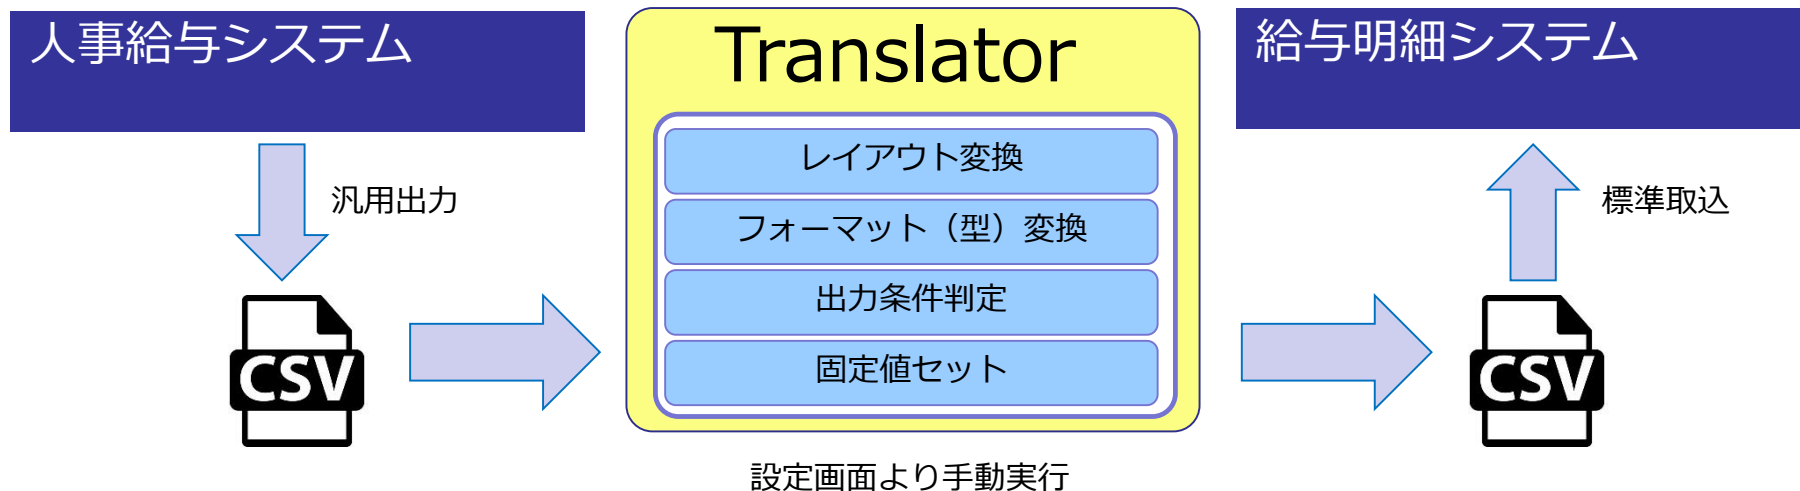 人事給与システム
Translator
給与明細システム
汎用出力
レイアウト変換
フォーマット（型）変換
出力条件判定
固定値セット
標準取込
CSV
CSV
設定画面より手動実行